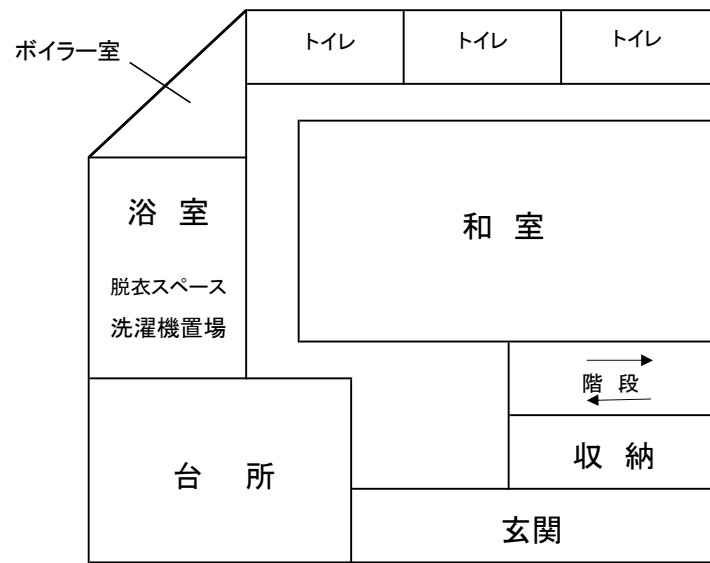 トイレ
トイレ
トイレ
ボイラー室
浴 室
和 室
脱衣スペース
洗濯機置場
階 段
収 納
台 所
玄関